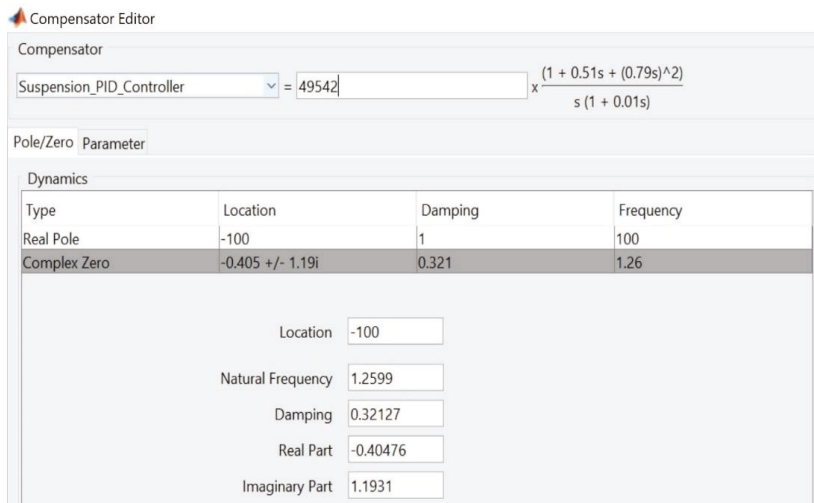 Compensator Editor
Compensator
Suspension_PID_Controller = 49542 x (1 + 0.51s + (0.79s)^2)
s (1 + 0.01s)
Pole/Zero Parameter
Dynamics
Type Location Damping Frequency
Real Pole -100 1 100
Complex Zero -0.405 +/- 1.19i 0.321 1.26
Location -100
Natural Frequency 1.2599
Damping 0.32127
Real Part -0.40476
Imaginary Part 1.1931